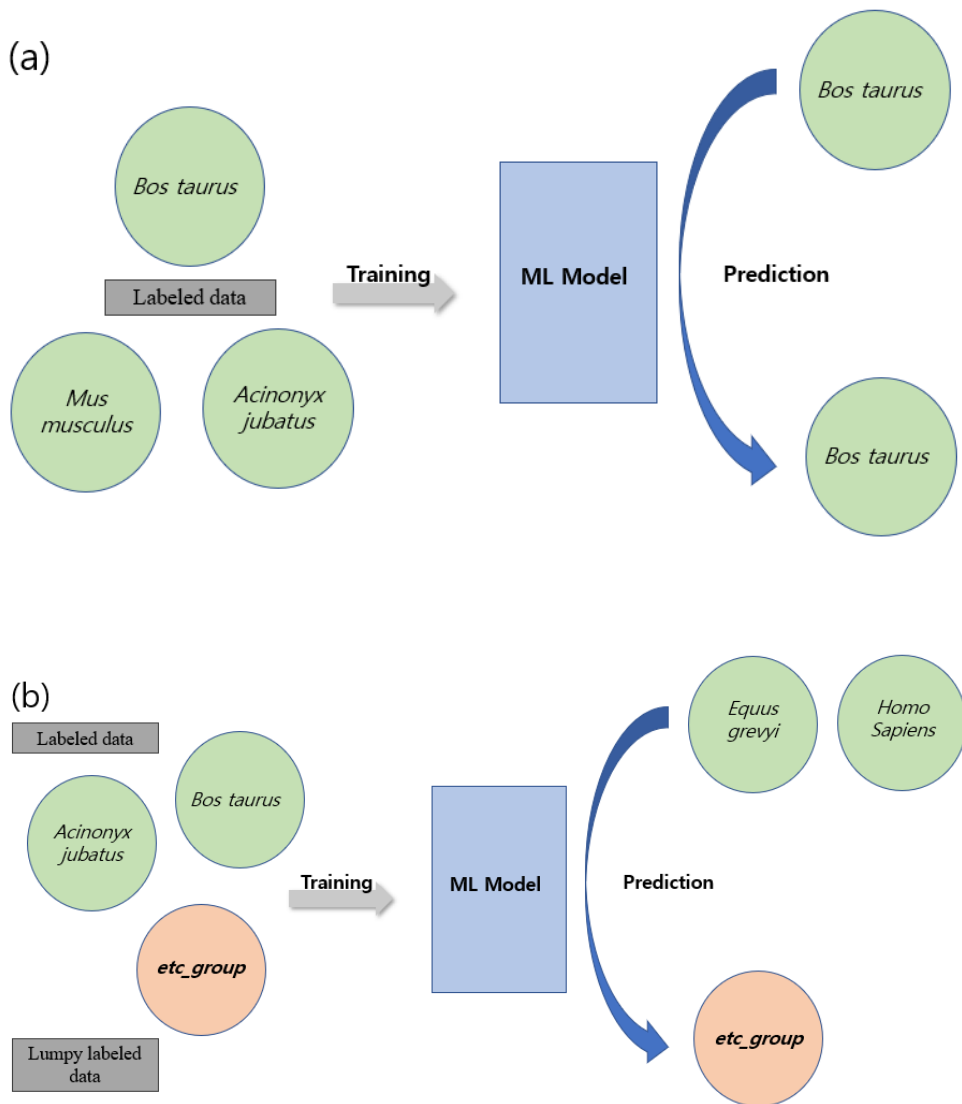 (a)
Bos taurus
Labeled data
Mus
musculus
Acinonyx
jubatus
Training
ML Model
Bos taurus
Prediction
Bos taurus
(b)
Labeled data
Bos taurus
Acinonyx
jubatus
etc_group
Lumpy labeled
data
Training
ML Model
Equus
grevyi
Homo
Sapiens
Prediction
etc_group